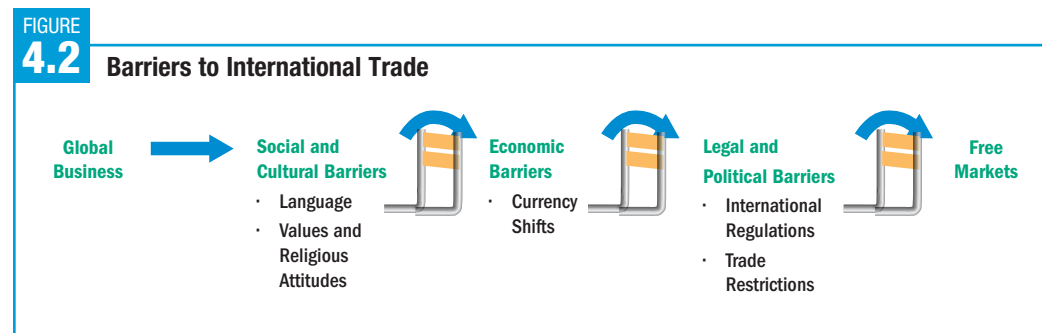 FIGURE
4.2
Barriers to International Trade
Global
Business
Social and
Cultural Barriers
· Language
· Values and
Religious
Attitudes
Economic
Barriers
· Currency
Shifts
Legal and
Political Barriers
· International
Regulations
· Trade
Restrictions
Free
Markets